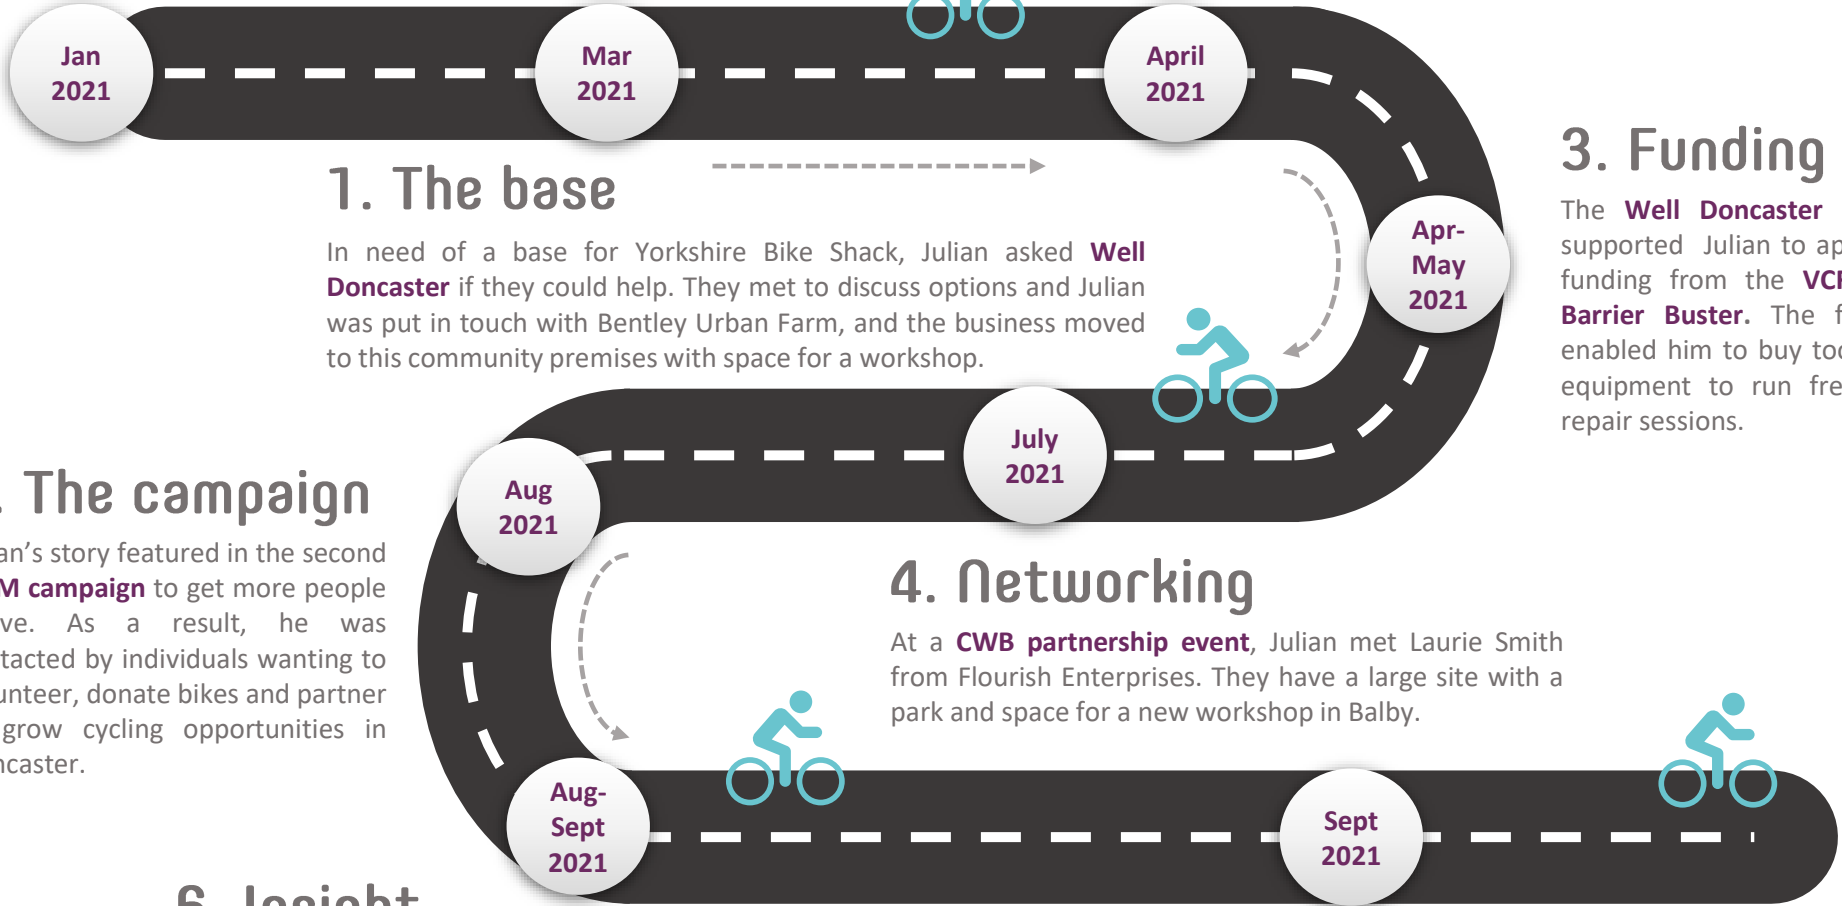 Jan
2021
Mar
2021
April
2021
1. The base
In need of a base for Yorkshire Bike Shack, Julian asked Well
Doncaster if they could help. They met to discuss options and Julian
was put in touch with Bentley Urban Farm, and the business moved
to this community premises with space for a workshop.
Apr-
May
2021
3. Funding
The Well Doncaster
supported Julian to
funding from the
Barrier Buster. The
enabled him to buy
equipment to run
repair sessions.
July
2021
Aug
2021
The campaign
story featured in the second
campaign to get more people
As a result, he was
by individuals wanting to
donate bikes and partner
grow cycling opportunities in
4. Networking
At a CWB partnership event, Julian met Laurie Smith
from Flourish Enterprises. They have a large site with a
park and space for a new workshop in Balby.
Aug-
Sept
2021
Sept
2021
6. Insight